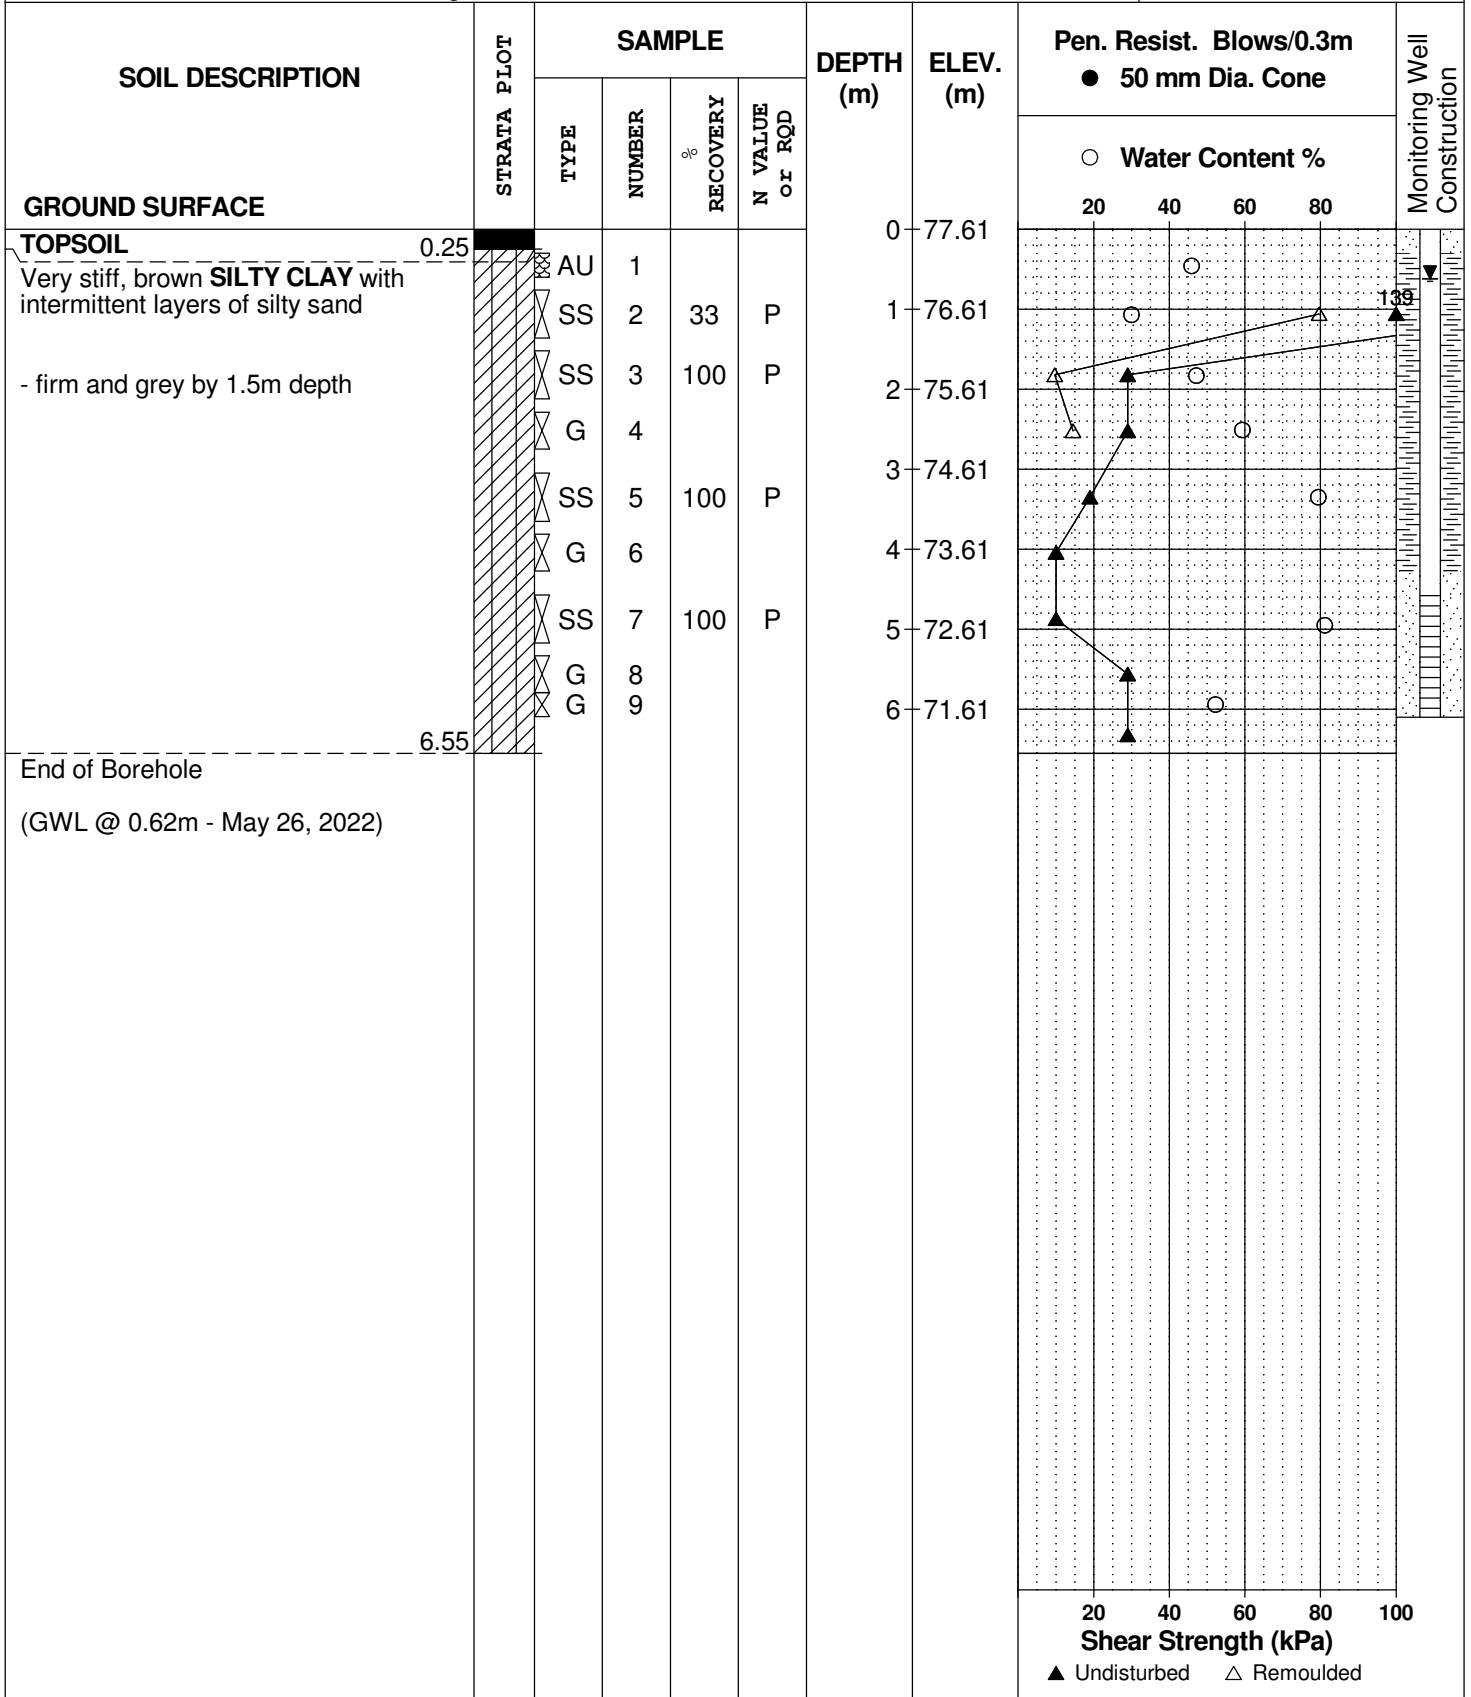 SOIL DESCRIPTION
GROUND SURFACE
STRATA PLOT
SAMPLE
TYPE
NUMBER
%
RECOVERY
N VALUE
or RQD
DEPTH
(m)
ELEV.
(m)
Pen. Resist. Blows/0.3m
● 50 mm Dia. Cone
○ Water Content %
20 40 60 80
Monitoring Well
Construction
TOPSOIL 0.25
Very stiff, brown SILTY CLAY with
intermittent layers of silty sand
- firm and grey by 1.5m depth
6.55
End of Borehole
(GWL @ 0.62m - May 26, 2022)
AU 1
SS 2 33 P
SS 3 100 P
G 4
SS 5 100 P
G 6
SS 7 100 P
G 8
G 9
0 77.61
1 76.61
2 75.61
3 74.61
4 73.61
5 72.61
6 71.61
139
20 40 60 80 100
Shear Strength (kPa)
▲ Undisturbed △ Remoulded